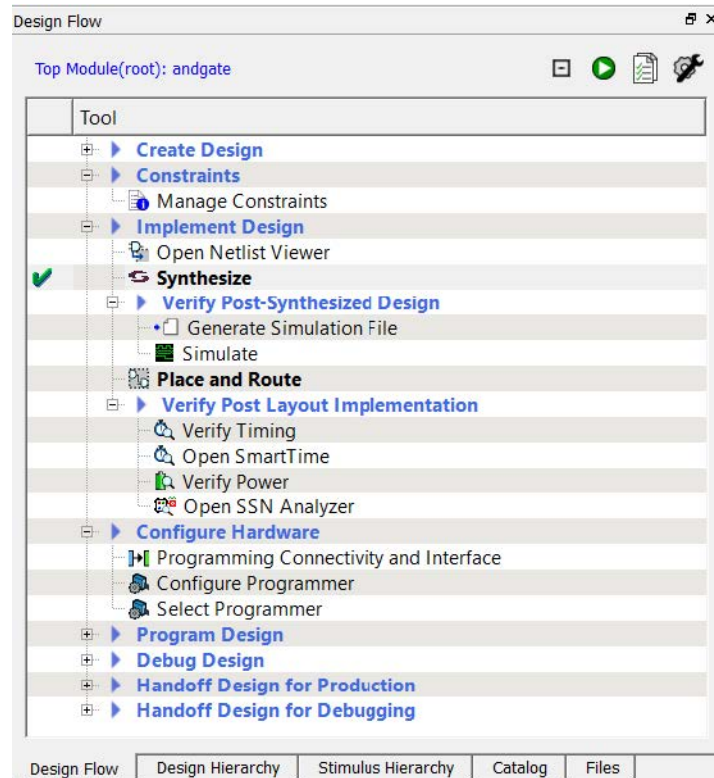 Design Flow
Top Module(root): andgate
Tool
Create Design
Constraints
Manage Constraints
Implement Design
Open Netlist Viewer
Synthesize
Verify Post-Synthesized Design
Generate Simulation File
Simulate
Place and Route
Verify Post Layout Implementation
Verify Timing
Open SmartTime
Verify Power
Open SSN Analyzer
Configure Hardware
Programming Connectivity and Interface
Configure Programmer
Select Programmer
Program Design
Debug Design
Handoff Design for Production
Handoff Design for Debugging
Design Flow Design Hierarchy Stimulus Hierarchy Catalog Files